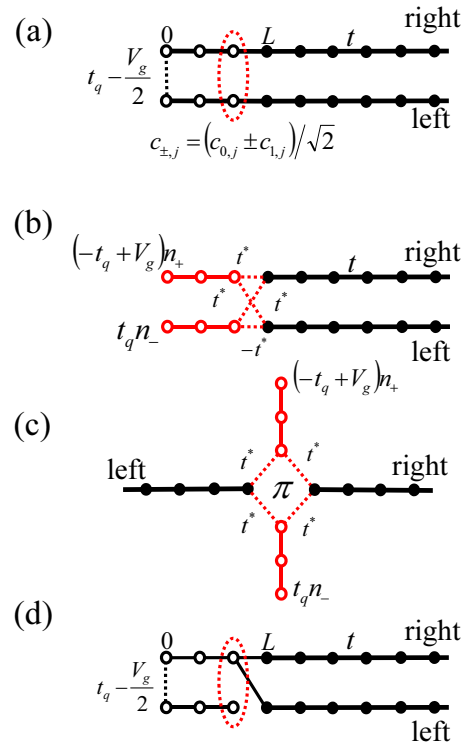 (a)
0 L t right
t_q − V_g/2
left
c_{±,j} = (c_{0,j} ± c_{1,j})/√2
(b)
(−t_q + V_g)n_+ t* t right
t* t*
t_q n_− −t* left
(c)
(−t_q + V_g)n_+
left t* t* right
π
t* t*
t_q n_−
(d)
0 L t right
t_q − V_g/2
left